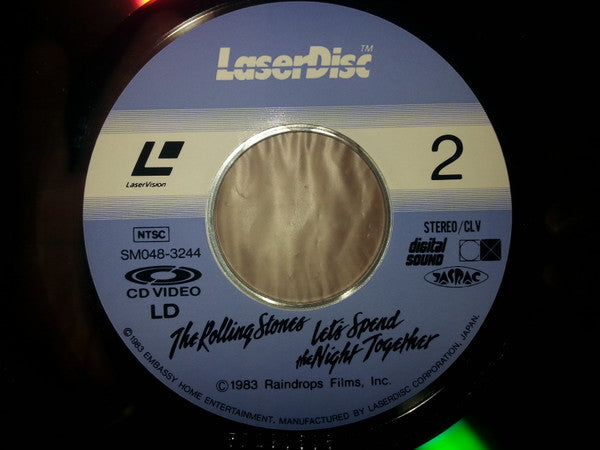 LaserDisc™
LaserVision
2
NTSC
SM048-3244
CD VIDEO
LD
STEREO/CLV
digital
SOUND
JASRAC
The Rolling Stones Let's Spend
the Night Together
©1983 Raindrops Films, Inc.
©1983 EMBASSY HOME ENTERTAINMENT. MANUFACTURED BY LASERDISC CORPORATION, JAPAN.